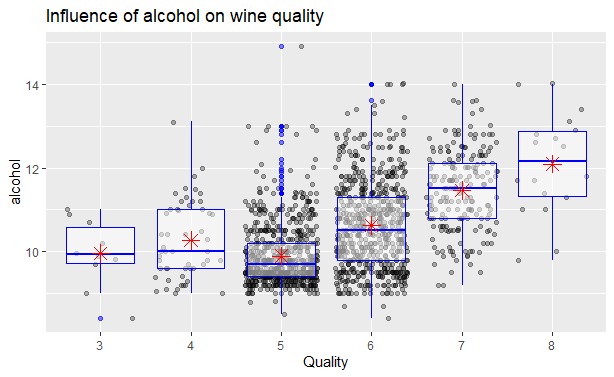 Influence of alcohol on wine quality
alcohol
14
12
10
3 4 5 6 7 8
Quality